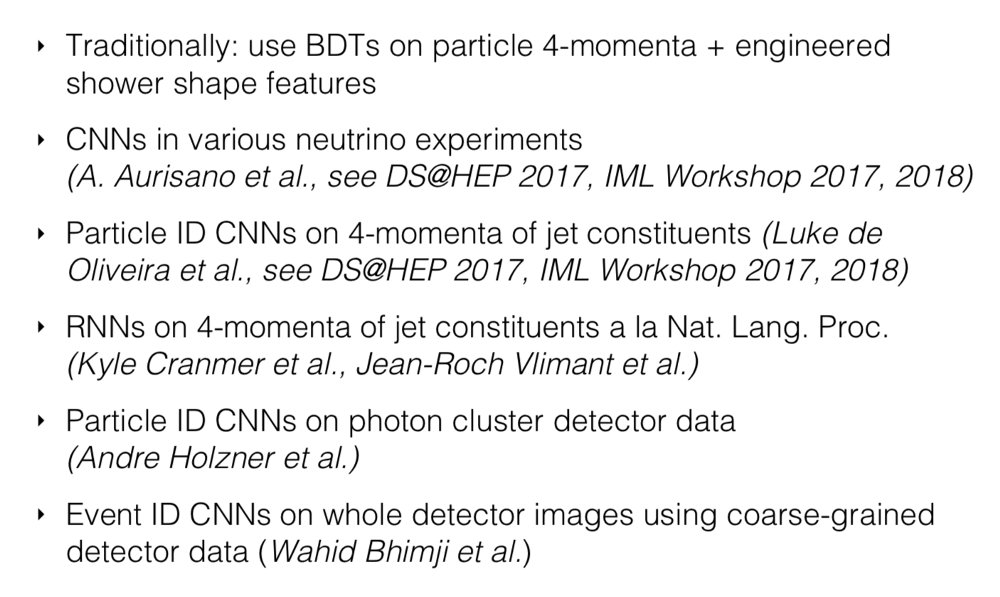 ‣ Traditionally: use BDTs on particle 4-momenta + engineered
shower shape features
‣ CNNs in various neutrino experiments
(A. Aurisano et al., see DS@HEP 2017, IML Workshop 2017, 2018)
‣ Particle ID CNNs on 4-momenta of jet constituents (Luke de
Oliveira et al., see DS@HEP 2017, IML Workshop 2017, 2018)
‣ RNNs on 4-momenta of jet constituents a la Nat. Lang. Proc.
(Kyle Cranmer et al., Jean-Roch Vlimant et al.)
‣ Particle ID CNNs on photon cluster detector data
(Andre Holzner et al.)
‣ Event ID CNNs on whole detector images using coarse-grained
detector data (Wahid Bhimji et al.)